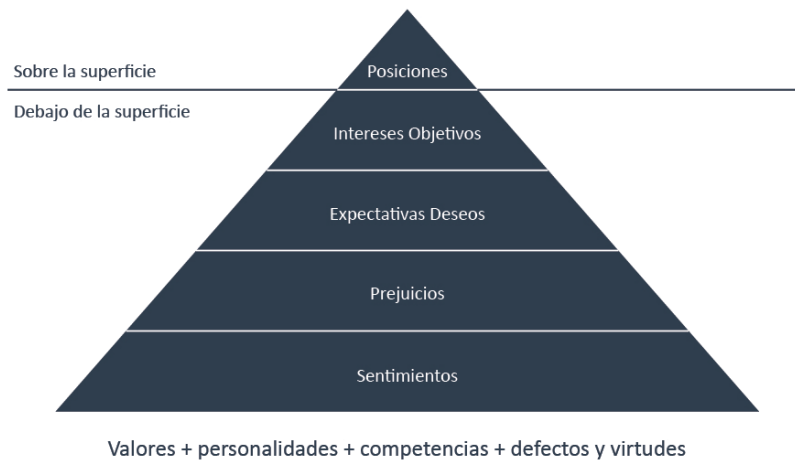 Sobre la superficie
Posiciones
Debajo de la superficie
Intereses Objetivos
Expectativas Deseos
Prejuicios
Sentimientos
Valores + personalidades + competencias + defectos y virtudes